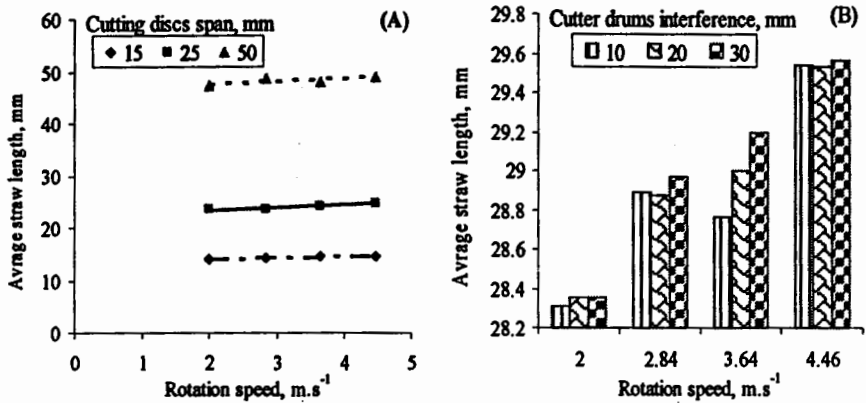 Cutting discs span, mm
(A)
15 25 50
Avrage straw length, mm
60
50
40
30
20
10
0
0 1 2 3 4 5
Rotation speed, m.s⁻¹
Cutter drums interference, mm
(B)
10 20 30
Avrage straw length, mm
29.8
29.6
29.4
29.2
29
28.8
28.6
28.4
28.2
2 2.84 3.64 4.46
Rotation speed, m.s⁻¹